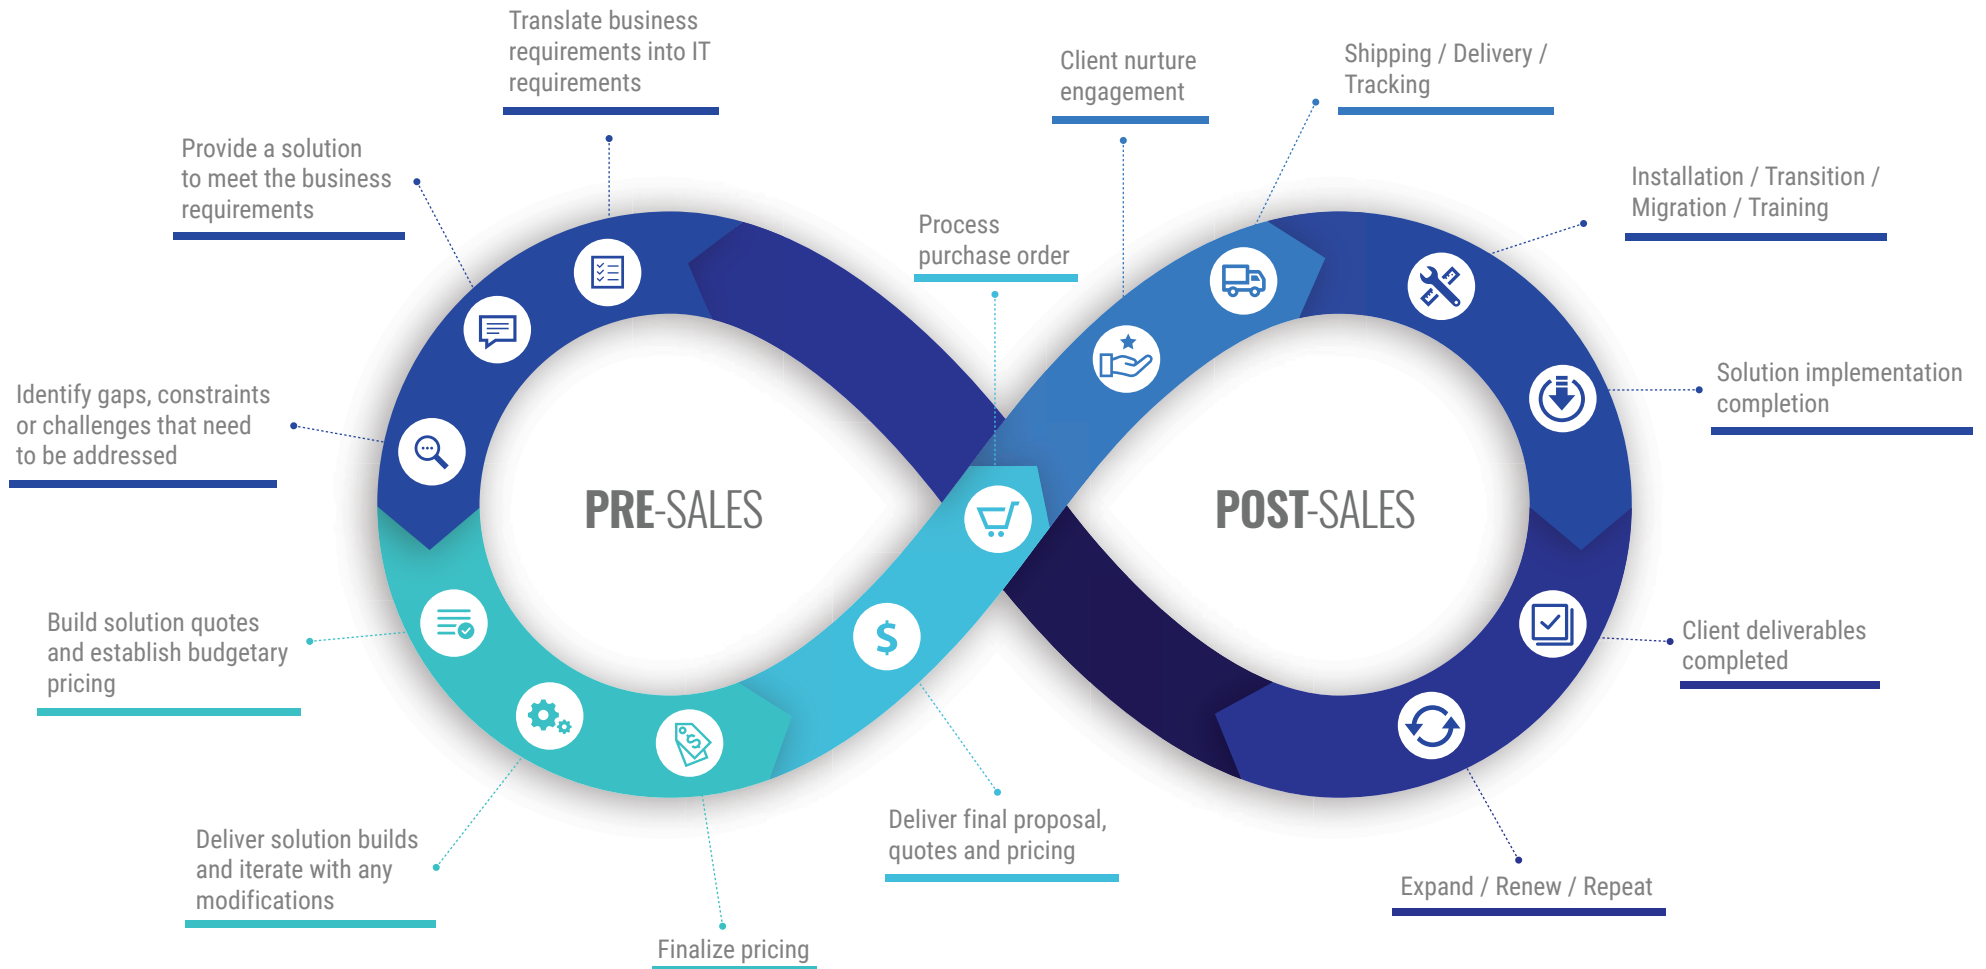 Translate business
requirements into IT
requirements
Provide a solution
to meet the business
requirements
Identify gaps, constraints
or challenges that need
to be addressed
Build solution quotes
and establish budgetary
pricing
Deliver solution builds
and iterate with any
modifications
Finalize pricing
Deliver final proposal,
quotes and pricing
Process
purchase order
Client nurture
engagement
Shipping / Delivery /
Tracking
Installation / Transition /
Migration / Training
Solution implementation
completion
Client deliverables
completed
Expand / Renew / Repeat
PRE-SALES
POST-SALES
$